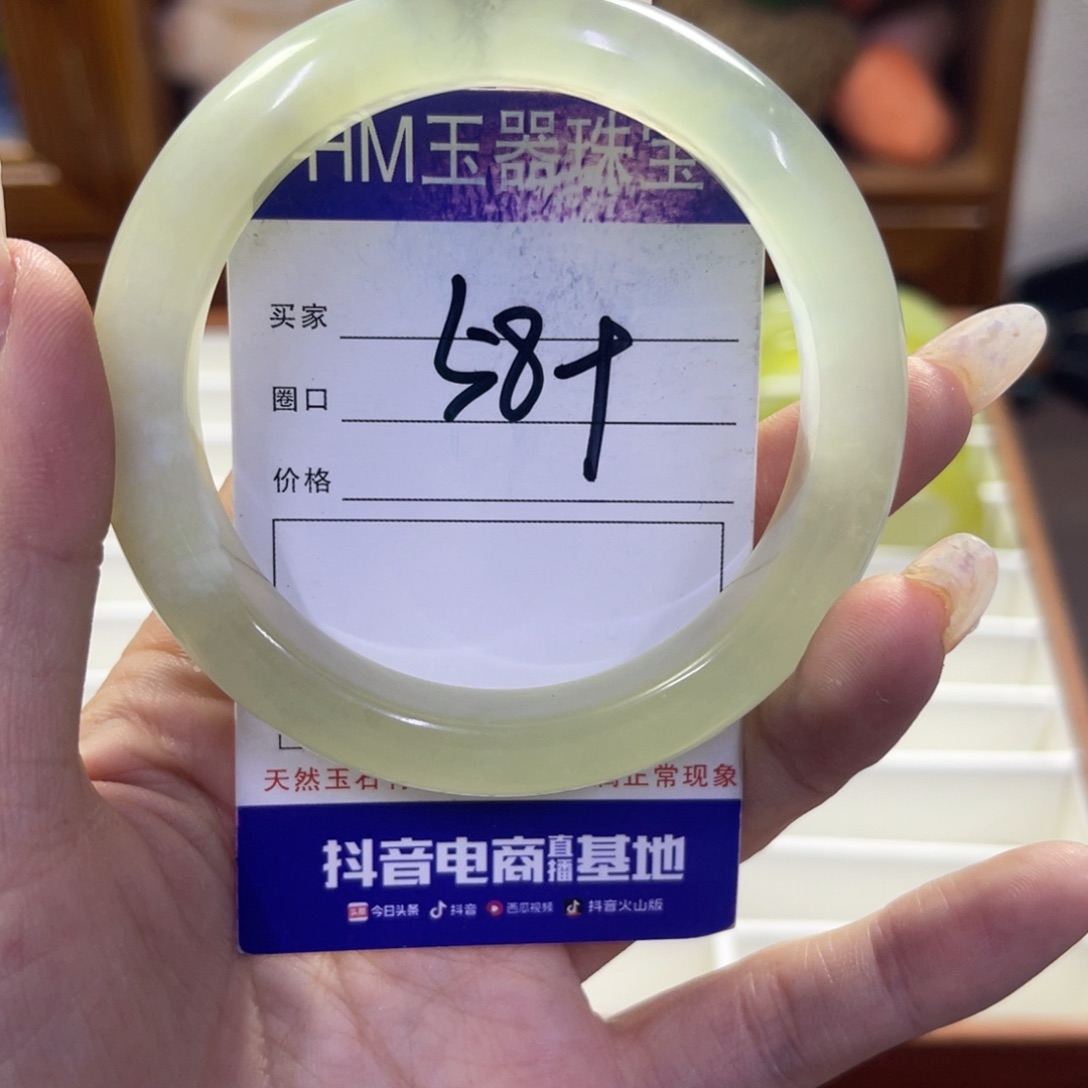 HM玉器珠宝
买家
584
圈口
价格
天然玉石
正常现象
抖音电商直播基地
今日头条 抖音 西瓜视频 抖音火山版